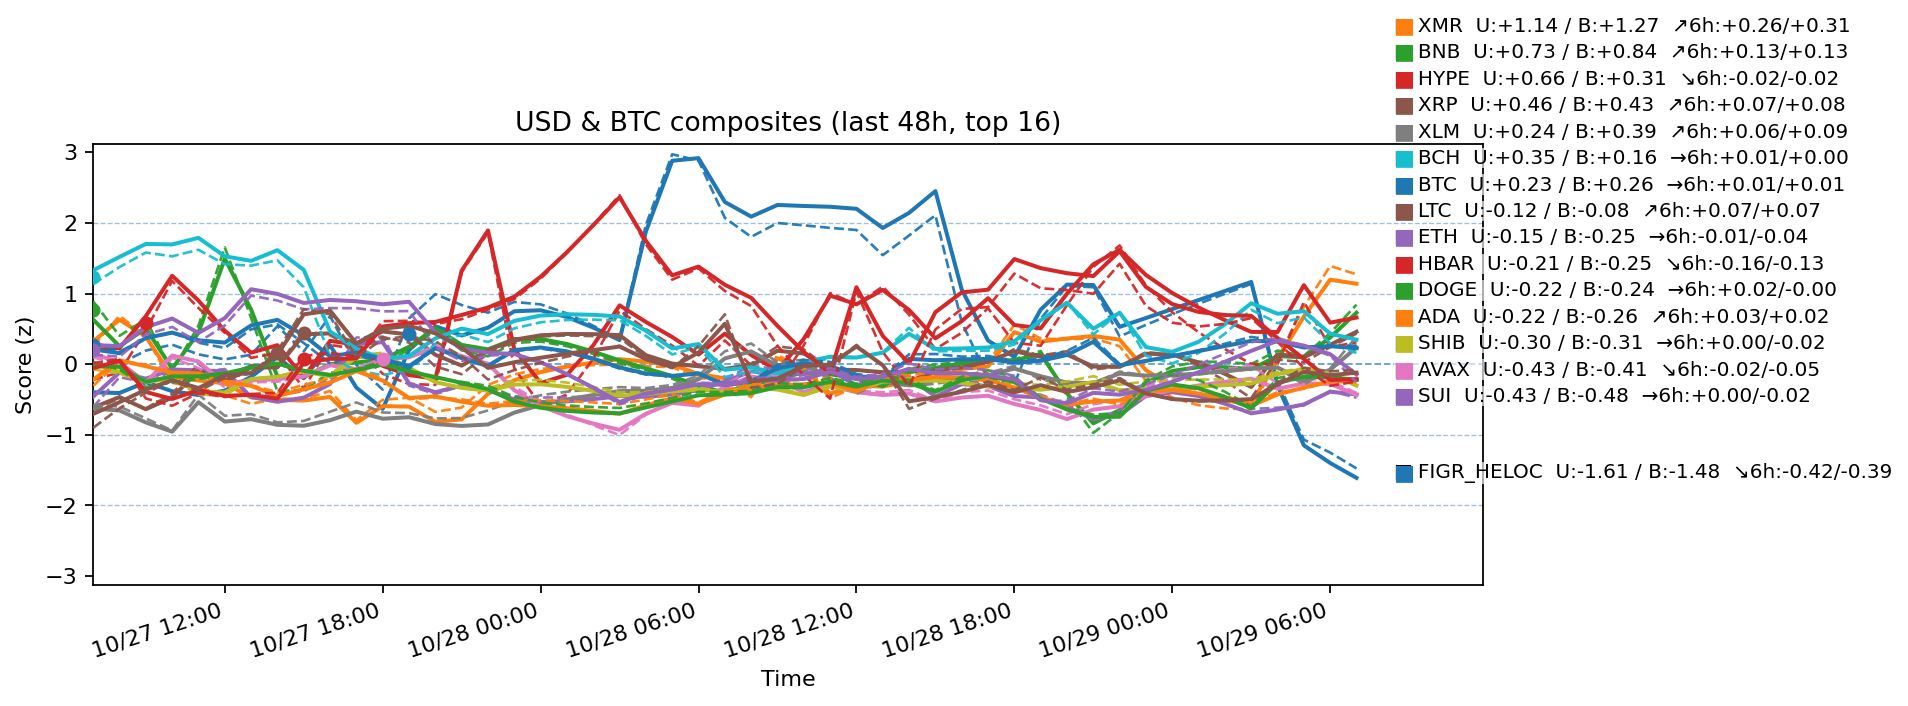 XMR  U:+1.14 / B:+1.27  ↗6h:+0.26/+0.31
BNB  U:+0.73 / B:+0.84  ↗6h:+0.13/+0.13
HYPE  U:+0.66 / B:+0.31  ↘6h:-0.02/-0.02
XRP  U:+0.46 / B:+0.43  ↗6h:+0.07/+0.08
XLM  U:+0.24 / B:+0.39  ↗6h:+0.06/+0.09
BCH  U:+0.35 / B:+0.16  →6h:+0.01/+0.00
BTC  U:+0.23 / B:+0.26  →6h:+0.01/+0.01
LTC  U:-0.12 / B:-0.08  ↗6h:+0.07/+0.07
ETH  U:-0.15 / B:-0.25  →6h:-0.01/-0.04
HBAR  U:-0.21 / B:-0.25  ↘6h:-0.16/-0.13
DOGE  U:-0.22 / B:-0.24  →6h:+0.02/-0.00
ADA  U:-0.22 / B:-0.26  ↗6h:+0.03/+0.02
SHIB  U:-0.30 / B:-0.31  →6h:+0.00/-0.02
AVAX  U:-0.43 / B:-0.41  ↘6h:-0.02/-0.05
SUI  U:-0.43 / B:-0.48  →6h:+0.00/-0.02
FIGR_HELOC  U:-1.61 / B:-1.48  ↘6h:-0.42/-0.39
USD & BTC composites (last 48h, top 16)
Score (z)
3
2
1
0
−1
−2
−3
10/27 12:00
10/27 18:00
10/28 00:00
10/28 06:00
10/28 12:00
10/28 18:00
10/29 00:00
10/29 06:00
Time